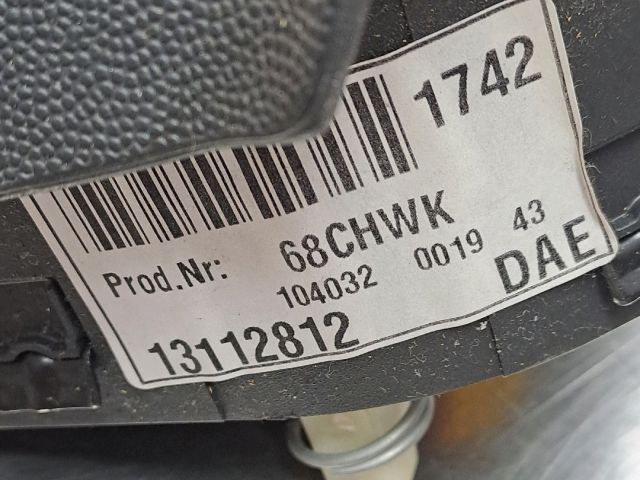 1742
Prod.Nr: 68CHWK
104032 0019 43
13112812 DAE